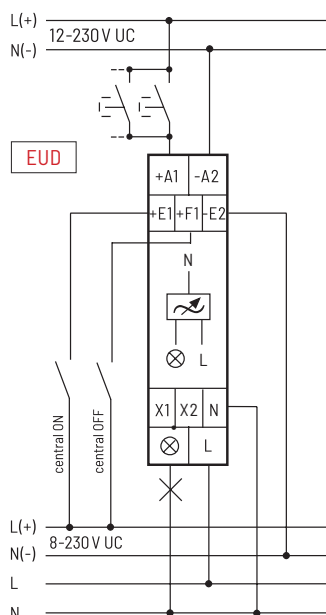 L(+)
12-230 V UC
N(-)
EUD
+A1 -A2
+E1 +F1 -E2
N
L
X1 X2 N
L
central ON
central OFF
L(+)
8-230 V UC
N(-)
L
N